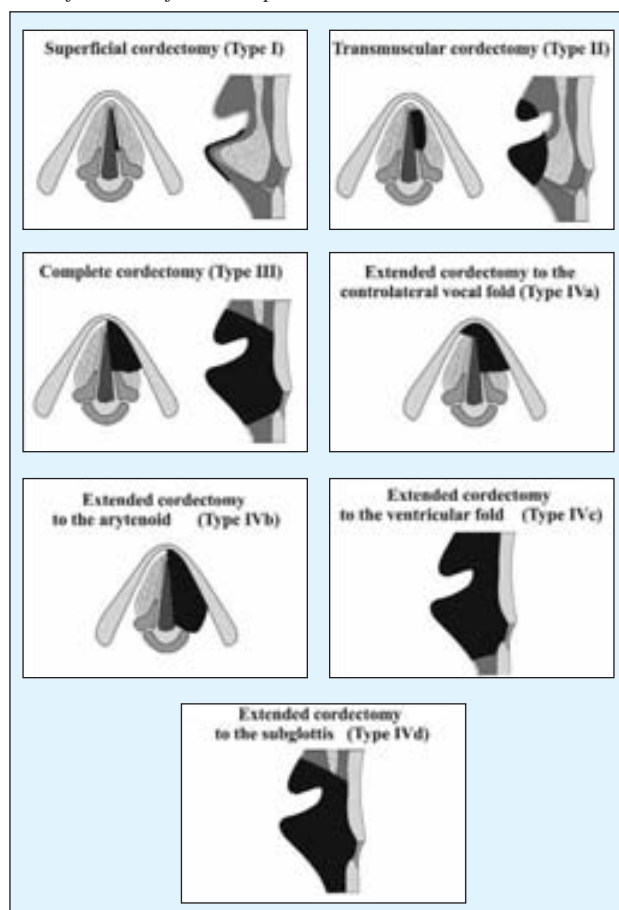 Superficial cordectomy (Type I)
Transmuscular cordectomy (Type II)
Complete cordectomy (Type III)
Extended cordectomy to the
controlateral vocal fold (Type IVa)
Extended cordectomy
to the arytenoid (Type IVb)
Extended cordectomy
to the ventricular fold (Type IVc)
Extended cordectomy
to the subglottis (Type IVd)